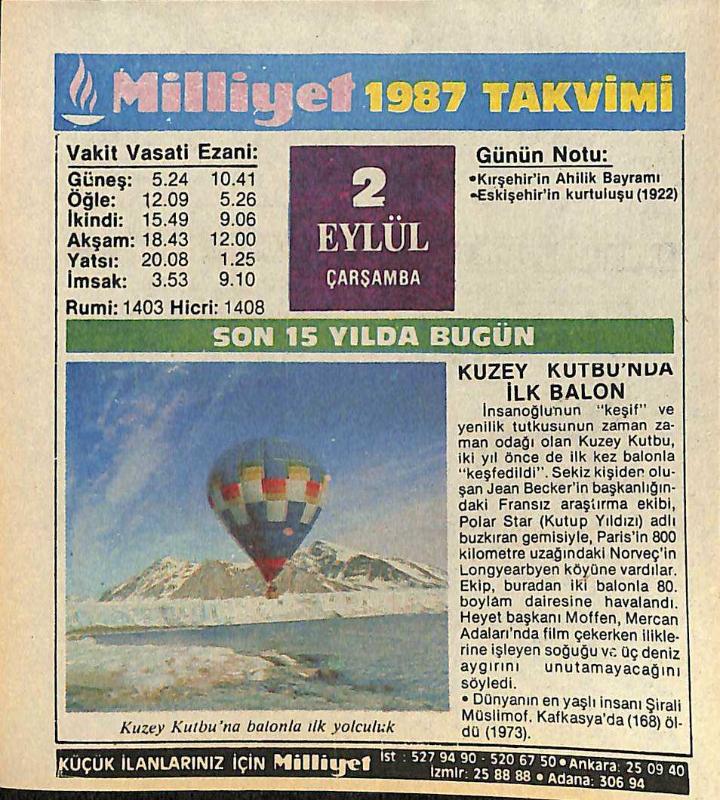 Milliyet 1987 TAKVİMİ
Vakit Vasati Ezani:
Güneş: 5.24 10.41
Öğle: 12.09 5.26
İkindi: 15.49 9.06
Akşam: 18.43 12.00
Yatsı: 20.08 1.25
İmsak: 3.53 9.10
Rumi: 1403 Hicri: 1408
2
EYLÜL
ÇARŞAMBA
Günün Notu:
•Kırşehir'in Ahilik Bayramı
•Eskişehir'in kurtuluşu (1922)
SON 15 YILDA BUGÜN
KUZEY KUTBU'NDA
İLK BALON
İnsanoğlunun "keşif" ve
yenilik tutkusunun zaman za-
man odağı olan Kuzey Kutbu,
iki yıl önce de ilk kez balonla
"keşfedildi". Sekiz kişiden olu-
şan Jean Becker'in başkanlığın-
daki Fransız araştırma ekibi,
Polar Star (Kutup Yıldızı) adlı
buzkıran gemisiyle, Paris'in 800
kilometre uzağındaki Norveç'in
Longyearbyen köyüne vardılar.
Ekip, buradan iki balonla 80.
boylam dairesine havalandı.
Heyet başkanı Moffen, Mercan
Adaları'nda film çekerken ilikle-
rine işleyen soğuğu ve üç deniz
aygırını unutamayacağını
söyledi.
• Dünyanın en yaşlı insanı Şirali
Müslimof. Kafkasya'da (168) öl-
dü (1973).
Kuzey Kutbu'na balonla ilk yolculuk
KÜÇÜK İLANLARINIZ İÇİN Milliyet İst : 527 94 90 - 520 67 50 • Ankara: 25 09 40
İzmir: 25 88 88 • Adana: 306 94